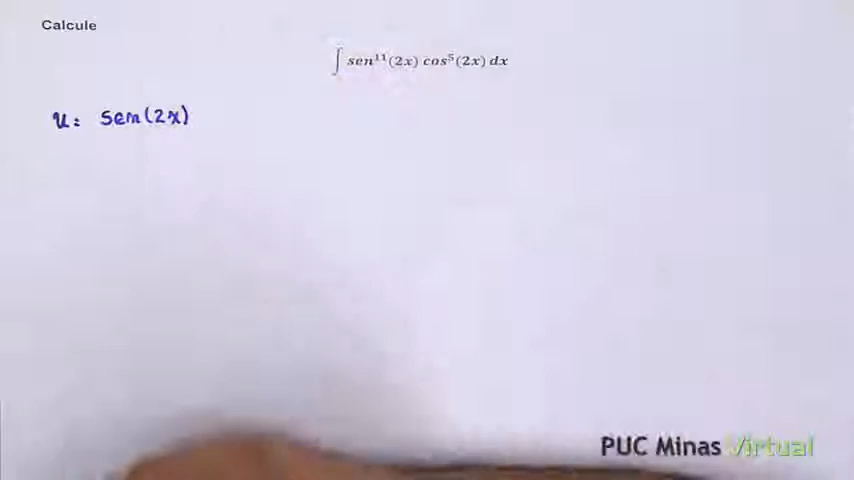 Calcule
∫ sen¹¹(2x) cos⁵(2x) dx
u = sen(2x)
PUC Minas Virtual